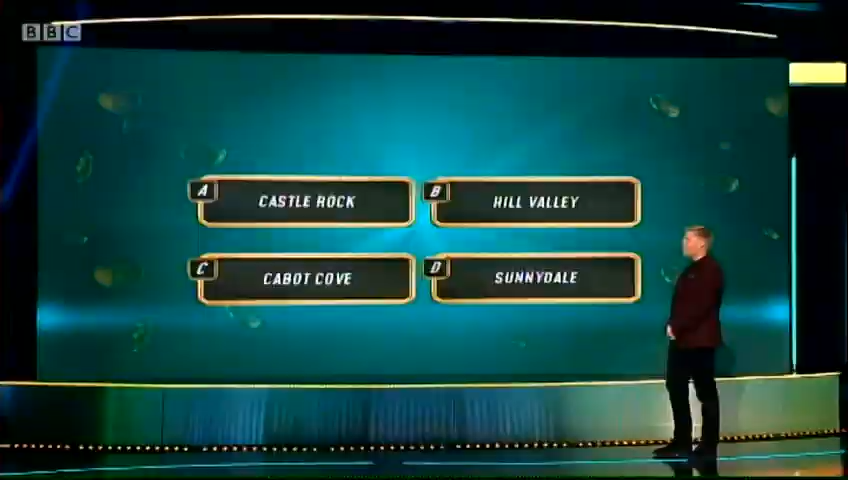 BBC
A
CASTLE ROCK
B
HILL VALLEY
C
CABOT COVE
D
SUNNYDALE